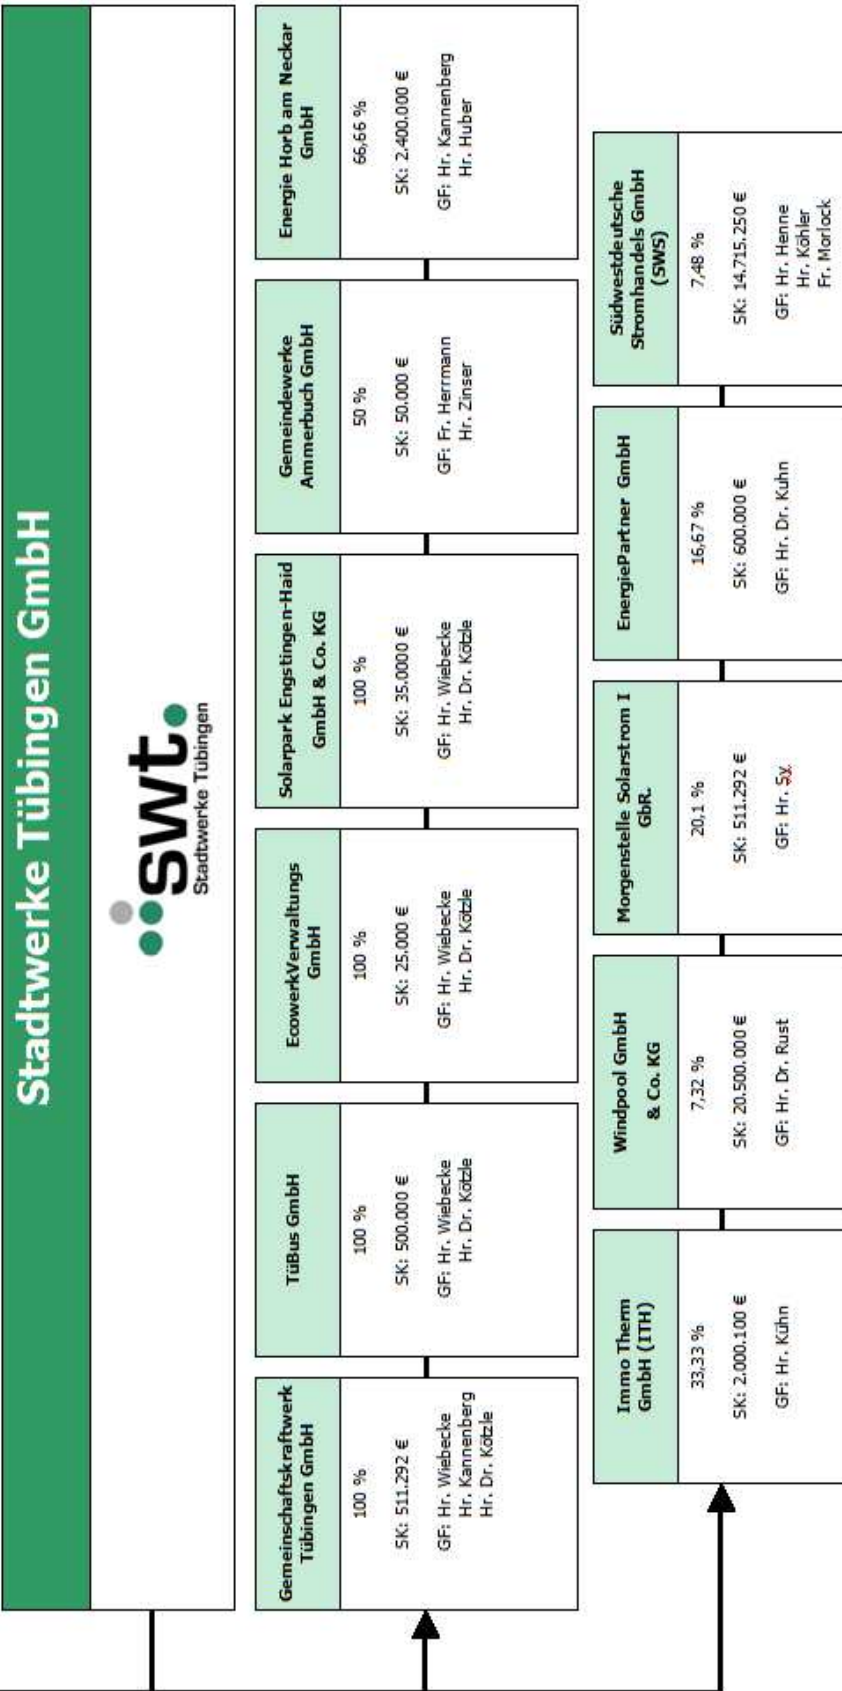 Stadtwerke Tübingen GmbH
swt.
Stadtwerke Tübingen
Gemeinschaftskraftwerk
Tübingen GmbH
100 %
SK: 511.292 €
GF: Hr. Wiebecke
Hr. Kannenberg
Hr. Dr. Kötzle
TüBus GmbH
100 %
SK: 500.000 €
GF: Hr. Wiebecke
Hr. Dr. Kötzle
EcowerkVerwaltungs
GmbH
100 %
SK: 25.000 €
GF: Hr. Wiebecke
Hr. Dr. Kötzle
Solarpark Engstingen-Haid
GmbH & Co. KG
100 %
SK: 35.0000 €
GF: Hr. Wiebecke
Hr. Dr. Kötzle
Gemeindewerke
Ammerbuch GmbH
50 %
SK: 50.000 €
GF: Fr. Herrmann
Hr. Zinser
Energie Horb am Neckar
GmbH
66,66 %
SK: 2.400.000 €
GF: Hr. Kannenberg
Hr. Huber
Immo Therm
GmbH (ITH)
33,33 %
SK: 2.000.100 €
GF: Hr. Kühn
Windpool GmbH
& Co. KG
7,32 %
SK: 20.500.000 €
GF: Hr. Dr. Rust
Morgenstelle Solarstrom I
GbR.
20,1 %
SK: 511.292 €
GF: Hr. Sy
EnergiePartner GmbH
16,67 %
SK: 600.000 €
GF: Hr. Dr. Kuhn
Südwestdeutsche
Stromhandels GmbH
(SWS)
7,48 %
SK: 14.715.250 €
GF: Hr. Henne
Hr. Köhler
Fr. Morlock